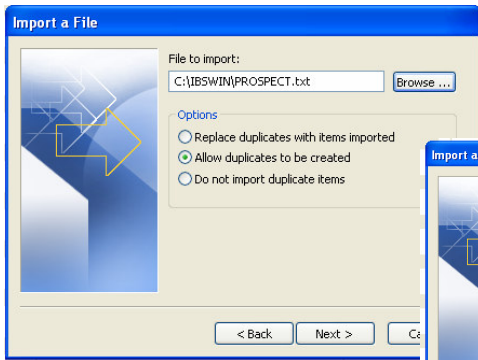 Import a File
File to import:
C:\IBSWIN\PROSPECT.txt
Browse ...
Options
Replace duplicates with items imported
Allow duplicates to be created
Do not import duplicate items
Import a
< Back
Next >
Ca